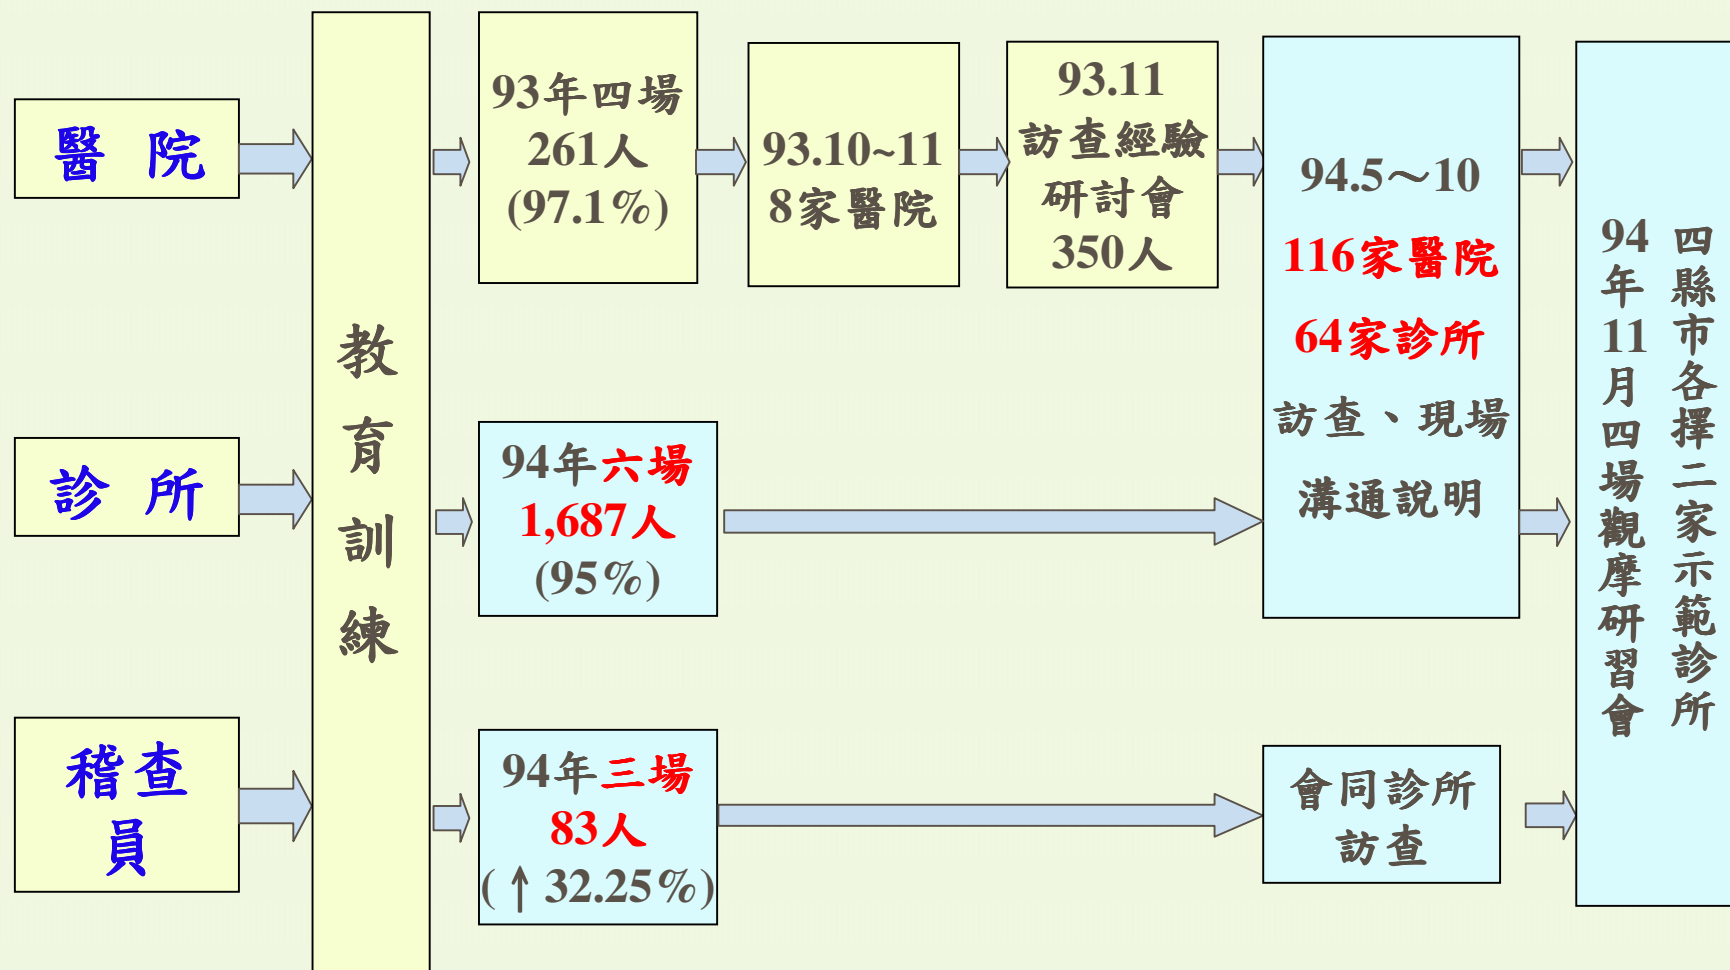 醫 院
診 所
稽查
員
教育訓練
93年四場
261人
(97.1%)
93.10~11
8家醫院
93.11
訪查經驗
研討會
350人
94年六場
1,687人
(95%)
94年三場
83人
(↑32.25%)
94.5～10
116家醫院
64家診所
訪查、現場
溝通說明
會同診所
訪查
四縣市各擇二家示範診所
94年11月四場觀摩研習會